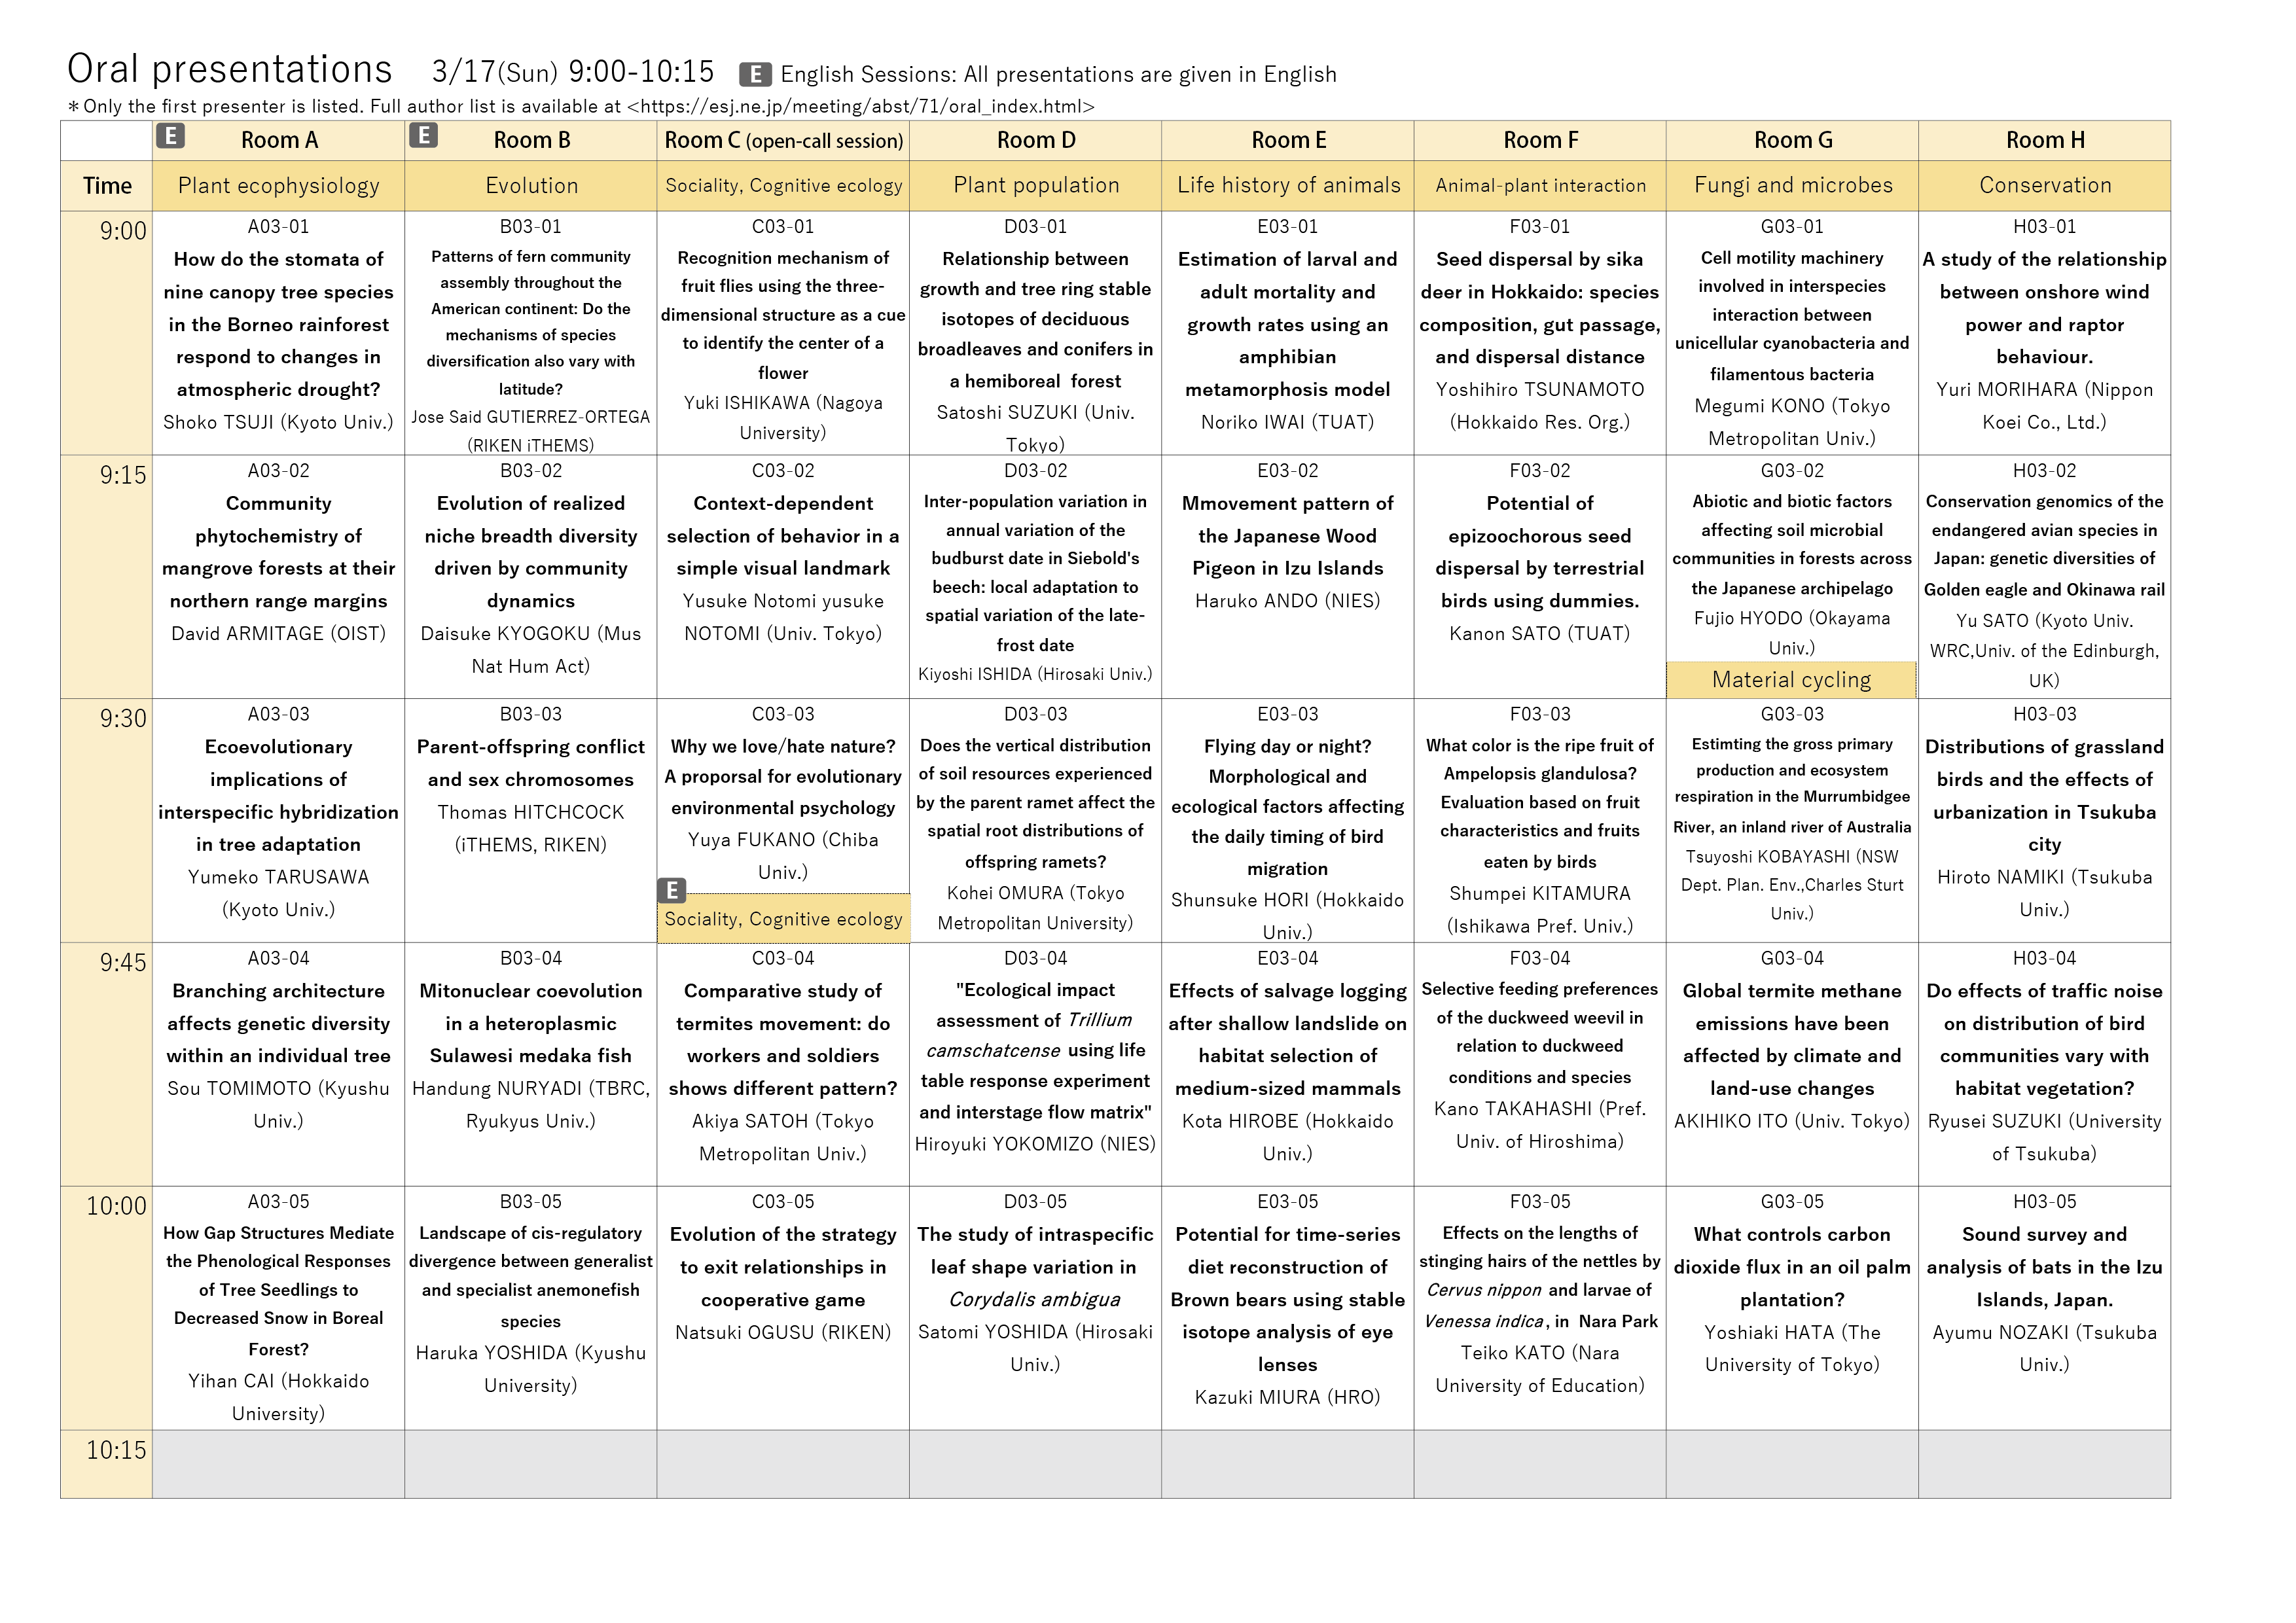 Oral presentations 3/17(Sun) 9:00-10:15 E English Sessions: All presentations are given in English
＊Only the first presenter is listed. Full author list is available at <https://esj.ne.jp/meeting/abst/71/oral_index.html>
E Room A
E Room B
Room C (open-call session)
Room D
Room E
Room F
Room G
Room H
Time
Plant ecophysiology
Evolution
Sociality, Cognitive ecology
Plant population
Life history of animals
Animal-plant interaction
Fungi and microbes
Conservation
9:00
A03-01
How do the stomata of
nine canopy tree species
in the Borneo rainforest
respond to changes in
atmospheric drought?
Shoko TSUJI (Kyoto Univ.)
B03-01
Patterns of fern community
assembly throughout the
American continent: Do the
mechanisms of species
diversification also vary with
latitude?
Jose Said GUTIERREZ-ORTEGA
(RIKEN iTHEMS)
C03-01
Recognition mechanism of
fruit flies using the three-
dimensional structure as a cue
to identify the center of a
flower
Yuki ISHIKAWA (Nagoya
University)
D03-01
Relationship between
growth and tree ring stable
isotopes of deciduous
broadleaves and conifers in
a hemiboreal forest
Satoshi SUZUKI (Univ.
Tokyo)
E03-01
Estimation of larval and
adult mortality and
growth rates using an
amphibian
metamorphosis model
Noriko IWAI (TUAT)
F03-01
Seed dispersal by sika
deer in Hokkaido: species
composition, gut passage,
and dispersal distance
Yoshihiro TSUNAMOTO
(Hokkaido Res. Org.)
G03-01
Cell motility machinery
involved in interspecies
interaction between
unicellular cyanobacteria and
filamentous bacteria
Megumi KONO (Tokyo
Metropolitan Univ.)
H03-01
A study of the relationship
between onshore wind
power and raptor
behaviour.
Yuri MORIHARA (Nippon
Koei Co., Ltd.)
9:15
A03-02
Community
phytochemistry of
mangrove forests at their
northern range margins
David ARMITAGE (OIST)
B03-02
Evolution of realized
niche breadth diversity
driven by community
dynamics
Daisuke KYOGOKU (Mus
Nat Hum Act)
C03-02
Context-dependent
selection of behavior in a
simple visual landmark
Yusuke Notomi yusuke
NOTOMI (Univ. Tokyo)
D03-02
Inter-population variation in
annual variation of the
budburst date in Siebold's
beech: local adaptation to
spatial variation of the late-
frost date
Kiyoshi ISHIDA (Hirosaki Univ.)
E03-02
Mmovement pattern of
the Japanese Wood
Pigeon in Izu Islands
Haruko ANDO (NIES)
F03-02
Potential of
epizoochorous seed
dispersal by terrestrial
birds using dummies.
Kanon SATO (TUAT)
G03-02
Abiotic and biotic factors
affecting soil microbial
communities in forests across
the Japanese archipelago
Fujio HYODO (Okayama
Univ.)
Material cycling
H03-02
Conservation genomics of the
endangered avian species in
Japan: genetic diversities of
Golden eagle and Okinawa rail
Yu SATO (Kyoto Univ.
WRC,Univ. of the Edinburgh,
UK)
9:30
A03-03
Ecoevolutionary
implications of
interspecific hybridization
in tree adaptation
Yumeko TARUSAWA
(Kyoto Univ.)
B03-03
Parent-offspring conflict
and sex chromosomes
Thomas HITCHCOCK
(iTHEMS, RIKEN)
C03-03
Why we love/hate nature?
A proporsal for evolutionary
environmental psychology
Yuya FUKANO (Chiba
Univ.)
E
Sociality, Cognitive ecology
D03-03
Does the vertical distribution
of soil resources experienced
by the parent ramet affect the
spatial root distributions of
offspring ramets?
Kohei OMURA (Tokyo
Metropolitan University)
E03-03
Flying day or night?
Morphological and
ecological factors affecting
the daily timing of bird
migration
Shunsuke HORI (Hokkaido
Univ.)
F03-03
What color is the ripe fruit of
Ampelopsis glandulosa?
Evaluation based on fruit
characteristics and fruits
eaten by birds
Shumpei KITAMURA
(Ishikawa Pref. Univ.)
G03-03
Estimting the gross primary
production and ecosystem
respiration in the Murrumbidgee
River, an inland river of Australia
Tsuyoshi KOBAYASHI (NSW
Dept. Plan. Env.,Charles Sturt
Univ.)
H03-03
Distributions of grassland
birds and the effects of
urbanization in Tsukuba
city
Hiroto NAMIKI (Tsukuba
Univ.)
9:45
A03-04
Branching architecture
affects genetic diversity
within an individual tree
Sou TOMIMOTO (Kyushu
Univ.)
B03-04
Mitonuclear coevolution
in a heteroplasmic
Sulawesi medaka fish
Handung NURYADI (TBRC,
Ryukyus Univ.)
C03-04
Comparative study of
termites movement: do
workers and soldiers
shows different pattern?
Akiya SATOH (Tokyo
Metropolitan Univ.)
D03-04
"Ecological impact
assessment of Trillium
camschatcense using life
table response experiment
and interstage flow matrix"
Hiroyuki YOKOMIZO (NIES)
E03-04
Effects of salvage logging
after shallow landslide on
habitat selection of
medium-sized mammals
Kota HIROBE (Hokkaido
Univ.)
F03-04
Selective feeding preferences
of the duckweed weevil in
relation to duckweed
conditions and species
Kano TAKAHASHI (Pref.
Univ. of Hiroshima)
G03-04
Global termite methane
emissions have been
affected by climate and
land-use changes
AKIHIKO ITO (Univ. Tokyo)
H03-04
Do effects of traffic noise
on distribution of bird
communities vary with
habitat vegetation?
Ryusei SUZUKI (University
of Tsukuba)
10:00
A03-05
How Gap Structures Mediate
the Phenological Responses
of Tree Seedlings to
Decreased Snow in Boreal
Forest?
Yihan CAI (Hokkaido
University)
B03-05
Landscape of cis-regulatory
divergence between generalist
and specialist anemonefish
species
Haruka YOSHIDA (Kyushu
University)
C03-05
Evolution of the strategy
to exit relationships in
cooperative game
Natsuki OGUSU (RIKEN)
D03-05
The study of intraspecific
leaf shape variation in
Corydalis ambigua
Satomi YOSHIDA (Hirosaki
Univ.)
E03-05
Potential for time-series
diet reconstruction of
Brown bears using stable
isotope analysis of eye
lenses
Kazuki MIURA (HRO)
F03-05
Effects on the lengths of
stinging hairs of the nettles by
Cervus nippon and larvae of
Venessa indica, in Nara Park
Teiko KATO (Nara
University of Education)
G03-05
What controls carbon
dioxide flux in an oil palm
plantation?
Yoshiaki HATA (The
University of Tokyo)
H03-05
Sound survey and
analysis of bats in the Izu
Islands, Japan.
Ayumu NOZAKI (Tsukuba
Univ.)
10:15